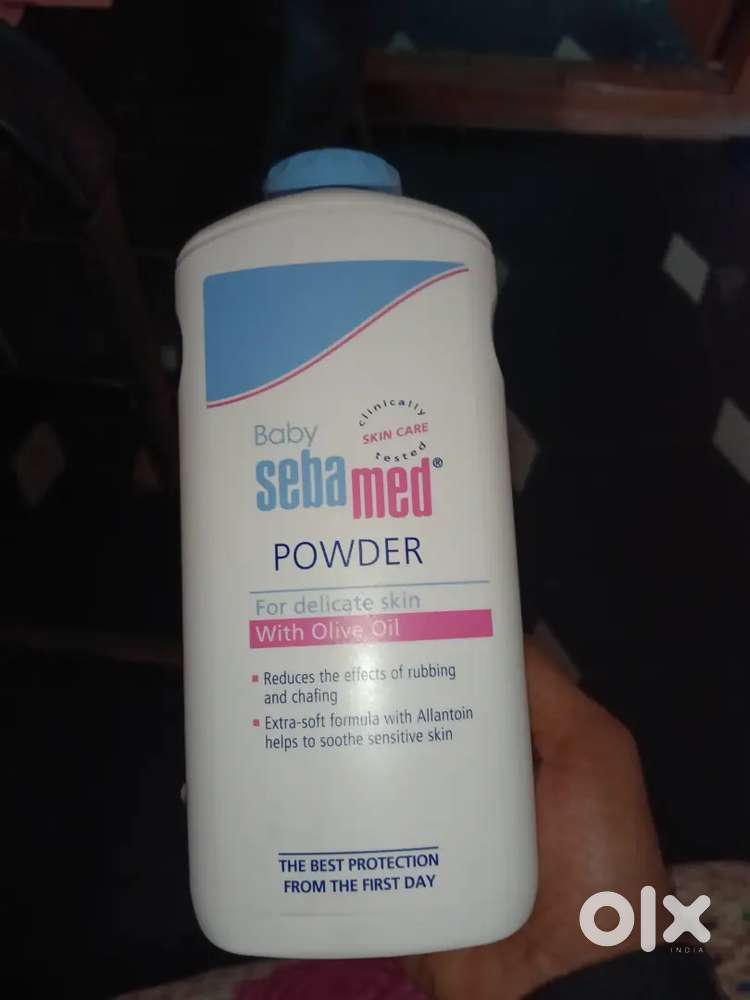 Baby
clinically
SKIN CARE
tested
sebamed®
POWDER
For delicate skin
With Olive Oil
Reduces the effects of rubbing
and chafing
Extra-soft formula with Allantoin
helps to soothe sensitive skin
THE BEST PROTECTION
FROM THE FIRST DAY
olx
INDIA